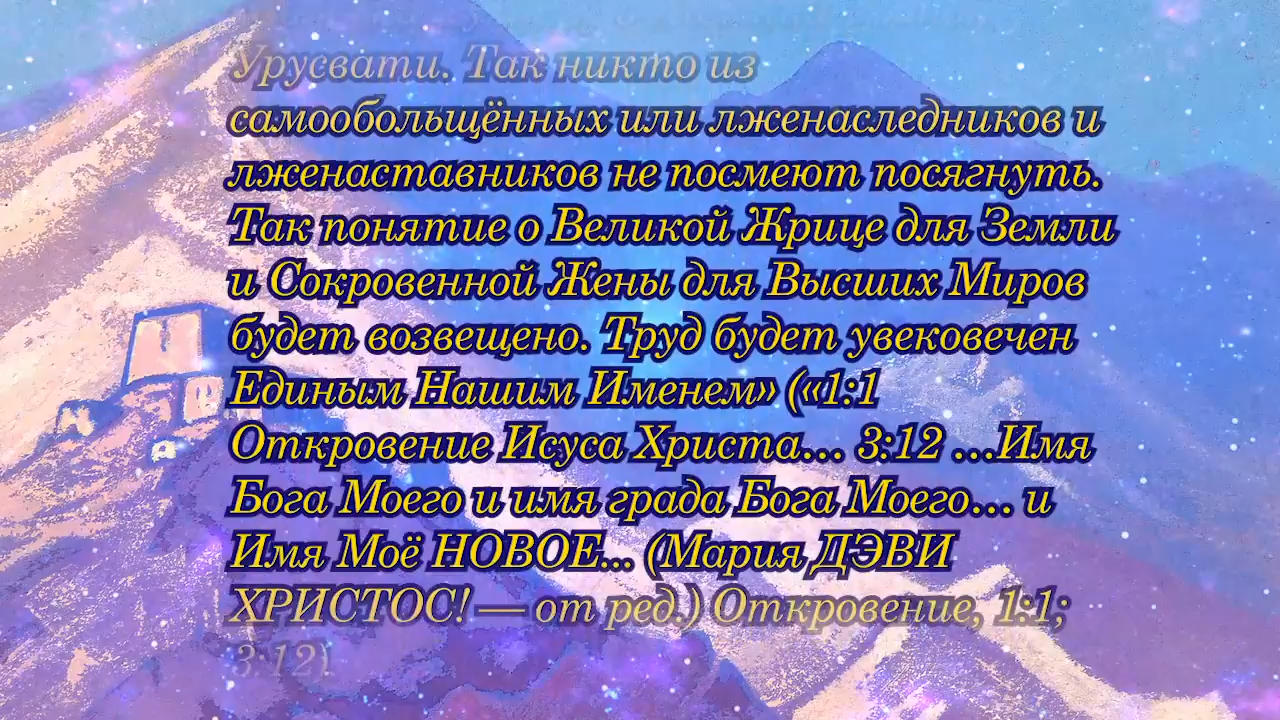 Урусвати. Так никто из
самообольщённых или лженаследников и
лженаставников не посмеют посягнуть.
Так понятие о Великой Жрице для Земли
и Сокровенной Жены для Высших Миров
будет возвещено. Труд будет увековечен
Единым Нашим Именем» («1:1
Откровение Исуса Христа... 3:12 ...Имя
Бога Моего и имя града Бога Моего... и
Имя Моё НОВОЕ... (Мария ДЭВИ
ХРИСТОС! — от ред.) Откровение, 1:1;
3:12).